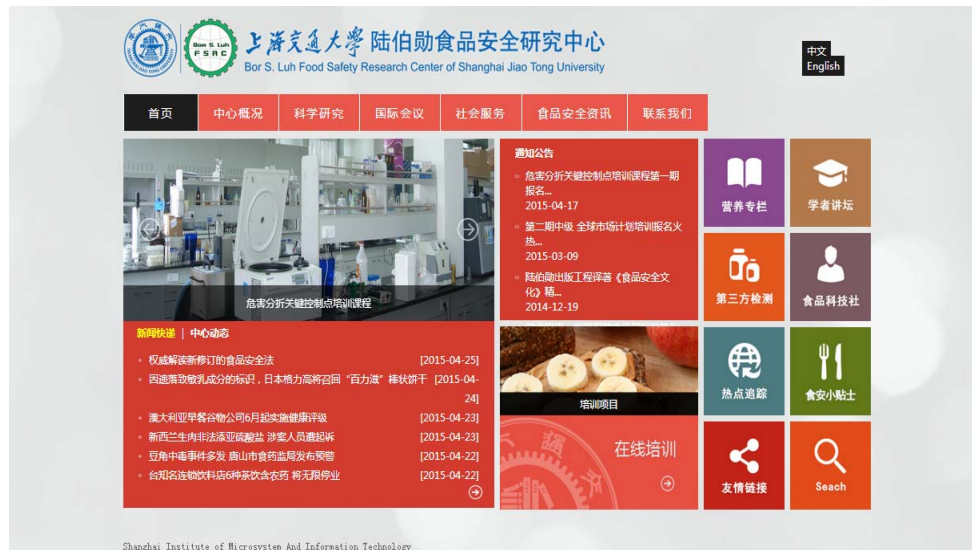 Bor S. Luh
FSRC
上海交通大学 陆伯勋食品安全研究中心
Bor S. Luh Food Safety Research Center of Shanghai Jiao Tong University
中文
English
首页 中心概况 科学研究 国际会议 社会服务 食品安全资讯 联系我们
危害分折关键控制点培训课程
通知公告
危害分折关键控制点培训课程第一期
报名...
2015-04-17
第二期中级 全球市场计划培训报名火
热...
2015-03-09
陆伯勋出版工程译著《食品安全文
化》精...
2014-12-19
新闻快递 | 中心动态
权威解读新修订的食品安全法 [2015-04-25]
因遗落致敏乳成分的标识，日本格力高将召回“百力滋”棒状饼干 [2015-04-
24]
澳大利亚早餐谷物公司6月起实施健康评级 [2015-04-23]
新西兰生肉非法添亚硫酸盐 涉案人员遭起诉 [2015-04-23]
豆角中毒事件多发 唐山市食药监局发布预警 [2015-04-22]
台知名连锁饮料店6种茶饮含农药 将无限停业 [2015-04-22]
培训项目
在线培训
营养专栏 学者讲坛
第三方检测 食品科技社
热点追踪 食安小贴士
友情链接 Seach
Shanghai Institute of Microsystem And Information Technology